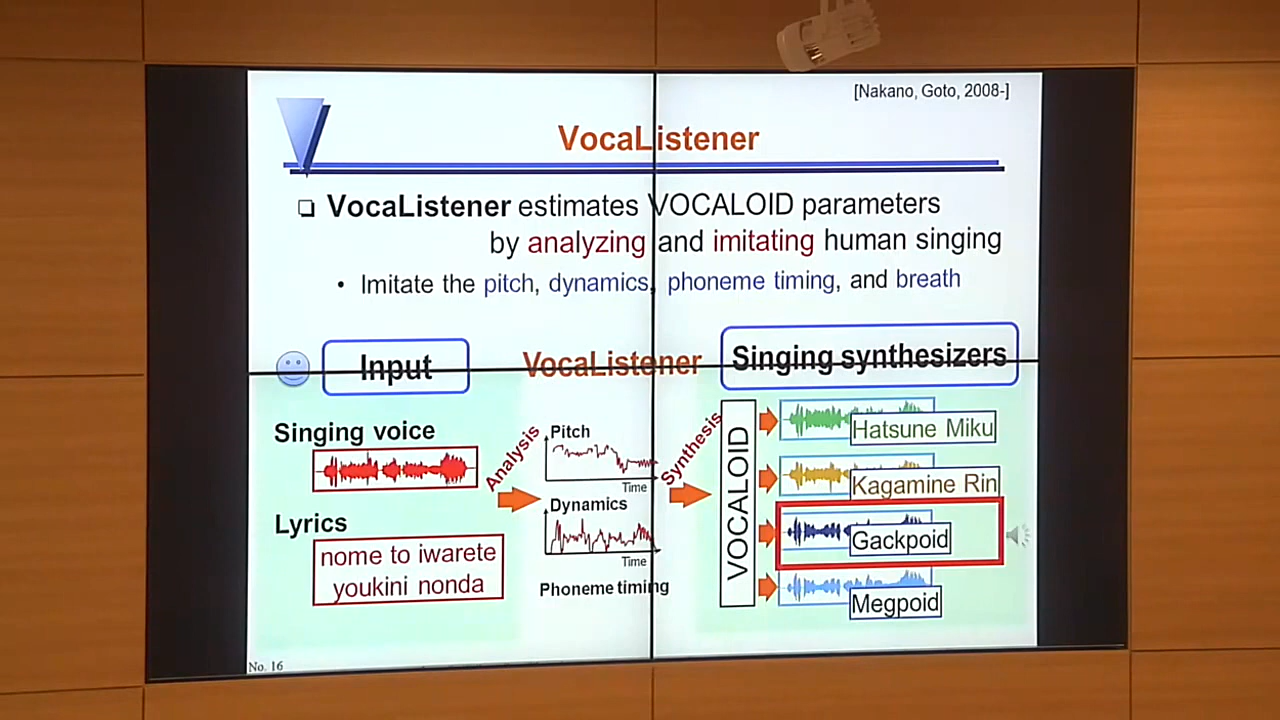 [Nakano, Goto, 2008-]
VocaListener
VocaListener estimates VOCALOID parameters
by analyzing and imitating human singing
• Imitate the pitch, dynamics, phoneme timing, and breath
Input
VocaListener
Singing synthesizers
Singing voice
Lyrics
nome to iwarete
youkini nonda
Analysis
Pitch
Time
Dynamics
Time
Phoneme timing
Synthesis
VOCALOID
Hatsune Miku
Kagamine Rin
Gackpoid
Megpoid
No. 16